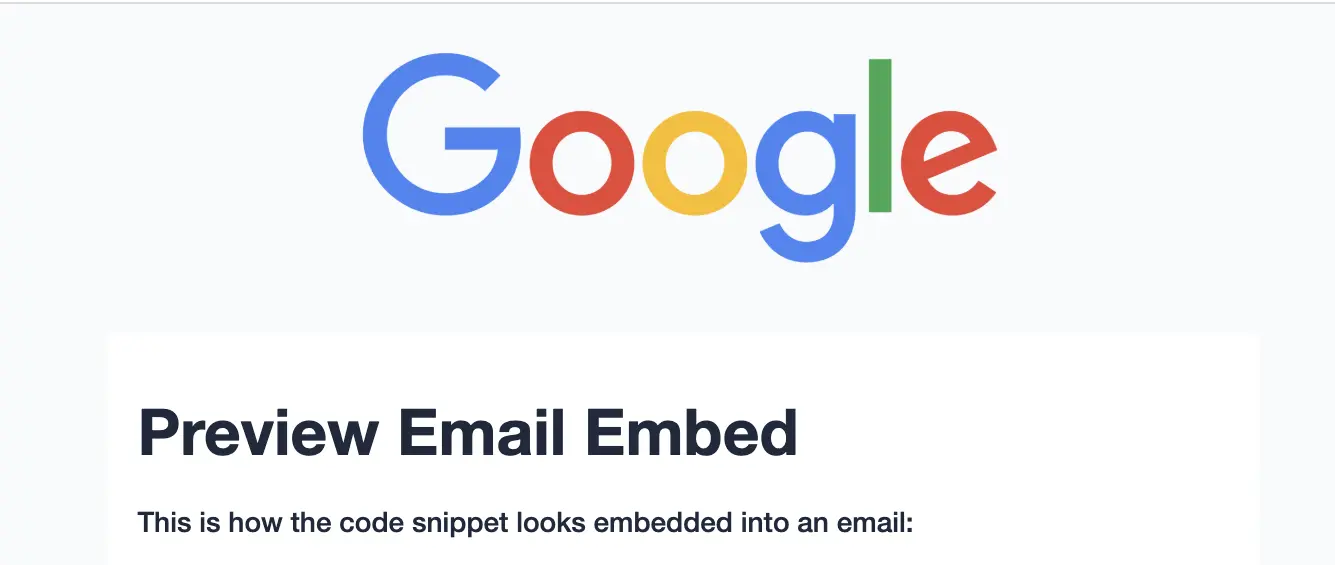 Google
Preview Email Embed
This is how the code snippet looks embedded into an email: